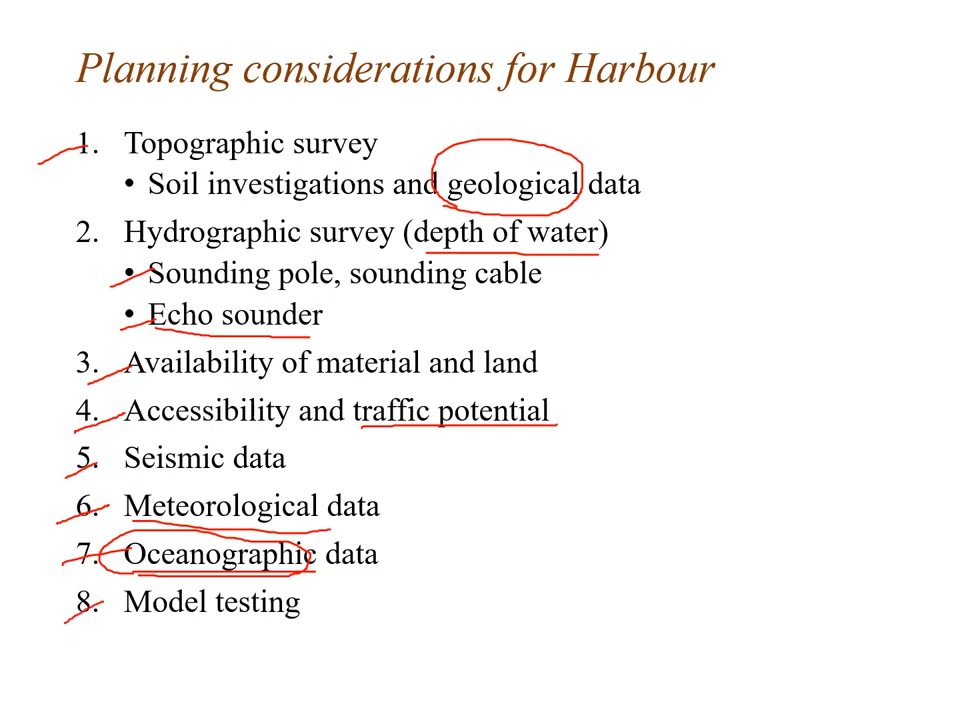 Planning considerations for Harbour
1. Topographic survey
• Soil investigations and geological data
2. Hydrographic survey (depth of water)
• Sounding pole, sounding cable
• Echo sounder
3. Availability of material and land
4. Accessibility and traffic potential
5. Seismic data
6. Meteorological data
7. Oceanographic data
8. Model testing